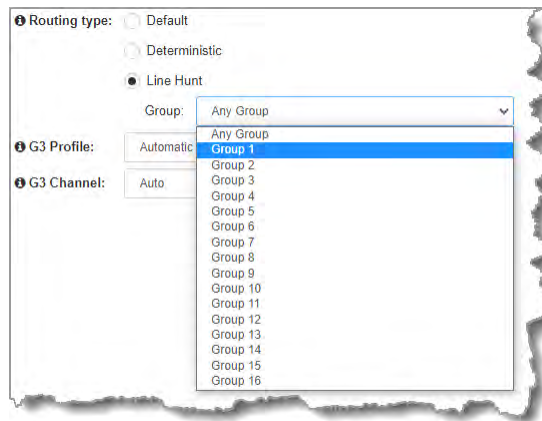 Routing type: Default
Deterministic
Line Hunt
Group: Any Group
Any Group
Group 1
G3 Profile: Automatic
Group 2
Group 3
G3 Channel: Auto
Group 4
Group 5
Group 6
Group 7
Group 8
Group 9
Group 10
Group 11
Group 12
Group 13
Group 14
Group 15
Group 16